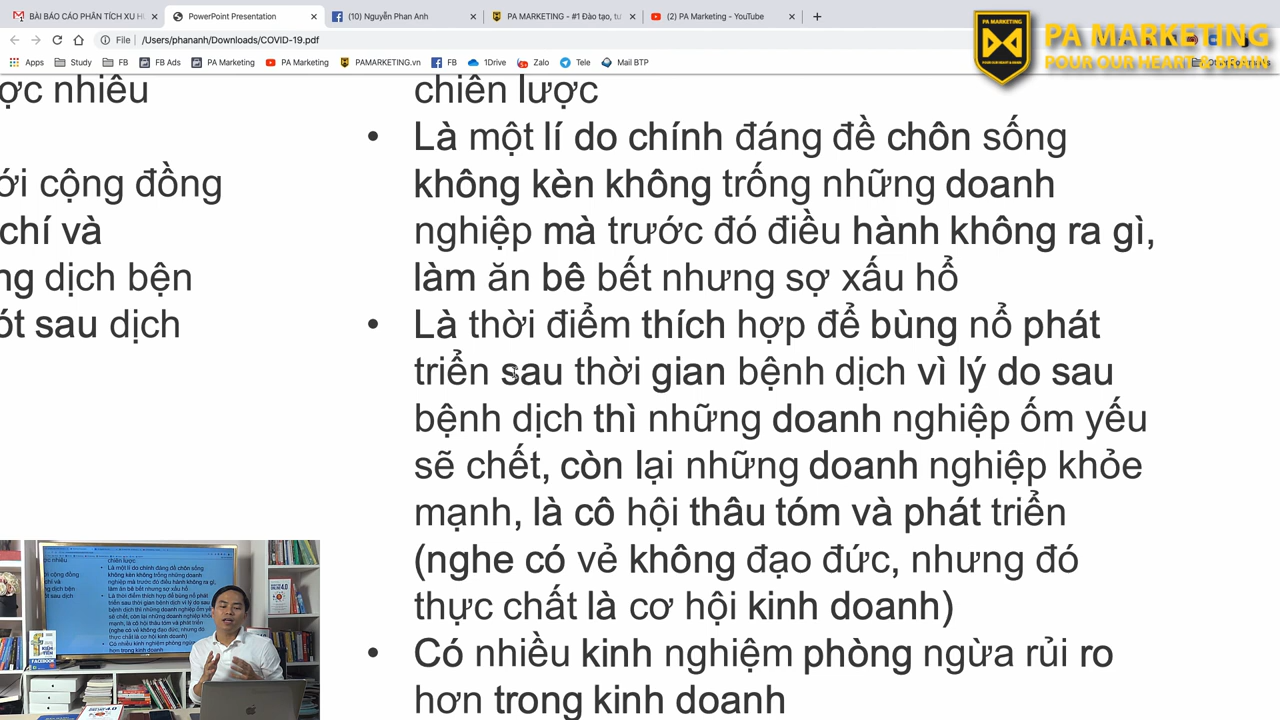 BÀI BÁO CÁO PHÂN TÍCH XU H
PowerPoint Presentation
(10) Nguyễn Phan Anh
PA MARKETING - #1 Đào tạo, tư
(2) PA Marketing - YouTube
File
/Users/phananh/Downloads/COVID-19.pdf
Apps
Study
FB
FB Ads
PA Marketing
PA Marketing
PAMARKETING.vn
FB
1Drive
Zalo
Tele
Mail BTP
PA MARKETING
PA MARKETING
POUR OUR HEART & BRAIN
ợc nhiều
ới cộng đồng
chí và
ng dịch bện
ót sau dịch
chiên lược
• Là một lí do chính đáng đề chôn sống
không kèn không trống những doanh
nghiệp mà trước đó điều hành không ra gì,
làm ăn bê bết nhưng sợ xấu hổ
• Là thời điểm thích hợp để bùng nổ phát
triển sau thời gian bệnh dịch vì lý do sau
bệnh dịch thì những doanh nghiệp ốm yếu
sẽ chết, còn lại những doanh nghiệp khỏe
mạnh, là cô hội thâu tóm và phát triển
(nghe có vẻ không đạo đức, nhưng đó
thực chất là cơ hội kinh doanh)
• Có nhiều kinh nghiệm phòng ngừa rủi ro
hơn trong kinh doanh